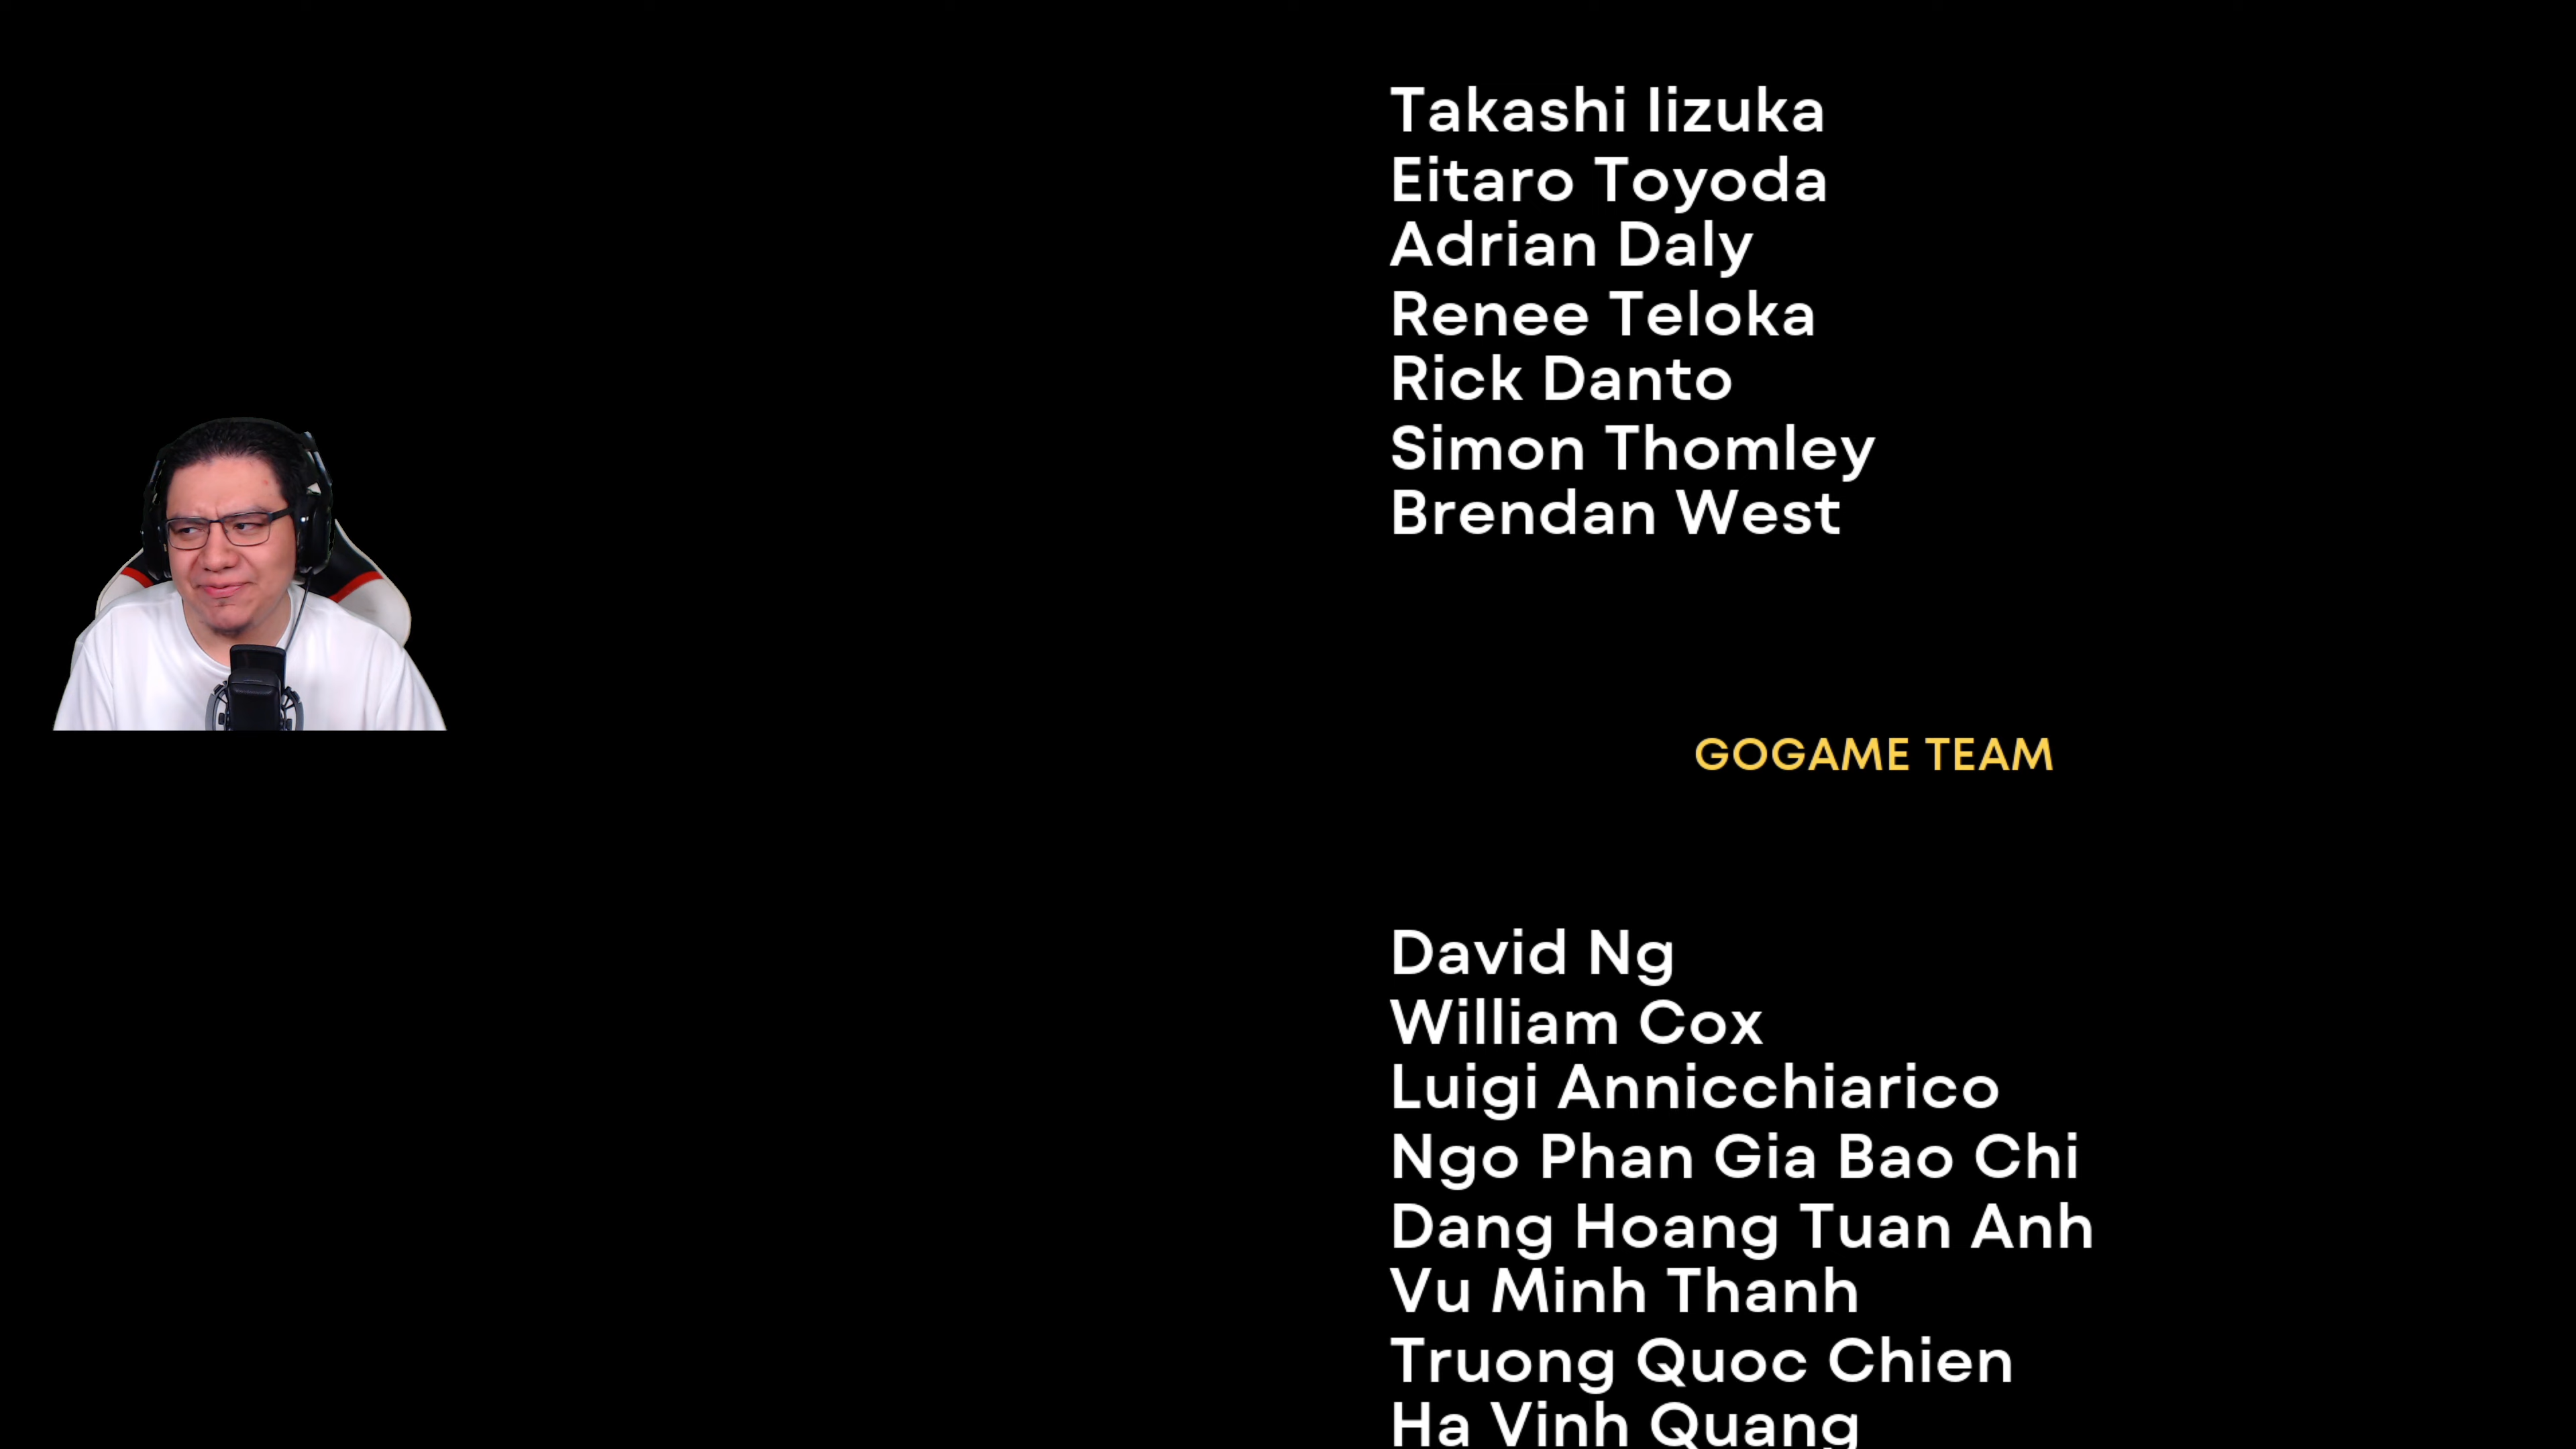 Takashi Iizuka
Eitaro Toyoda
Adrian Daly
Renee Teloka
Rick Danto
Simon Thomley
Brendan West
GOGAME TEAM
David Ng
William Cox
Luigi Annicchiarico
Ngo Phan Gia Bao Chi
Dang Hoang Tuan Anh
Vu Minh Thanh
Truong Quoc Chien
Ha Vinh Quang